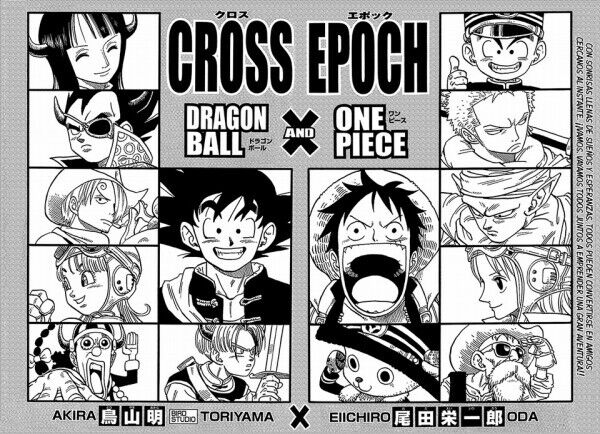 クロス エポック
CROSS EPOCH
DRAGON BALL ドラゴンボール
AND
ONE PIECE ワンピース
CON SONRISAS LLENAS DE SUEÑOS Y ESPERANZAS, TODOS PUEDEN CONVERTIRSE EN AMIGOS
CERCANOS AL INSTANTE. ¡VAMOS, VAYAMOS TODOS JUNTOS A EMPRENDER UNA GRAN AVENTURA!!
AKIRA 鳥山明 BIRD STUDIO TORIYAMA X EIICHIRO 尾田栄一郎 ODA